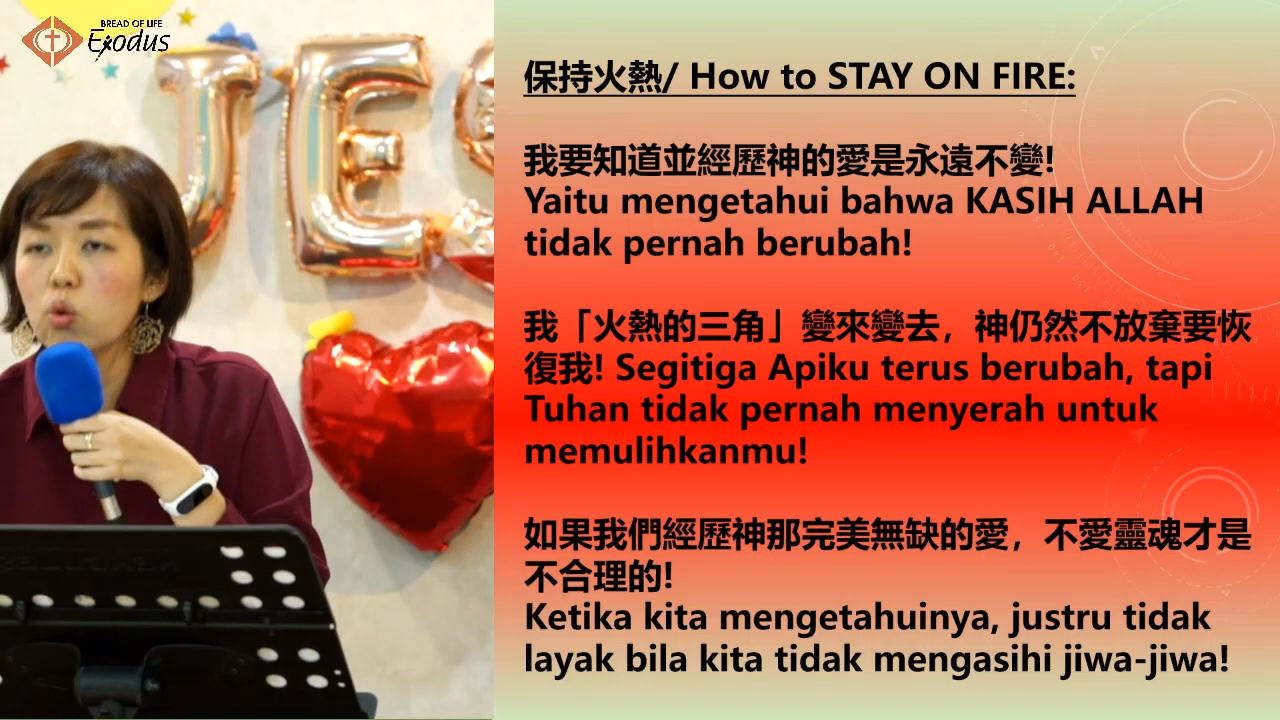 BREAD OF LIFE
Exodus
JES
保持火熱/ How to STAY ON FIRE:
我要知道並經歷神的愛是永遠不變!
Yaitu mengetahui bahwa KASIH ALLAH
tidak pernah berubah!
我「火熱的三角」變來變去，神仍然不放棄要恢
復我! Segitiga Apiku terus berubah, tapi
Tuhan tidak pernah menyerah untuk
memulihkanmu!
如果我們經歷神那完美無缺的愛，不愛靈魂才是
不合理的!
Ketika kita mengetahuinya, justru tidak
layak bila kita tidak mengasihi jiwa-jiwa!